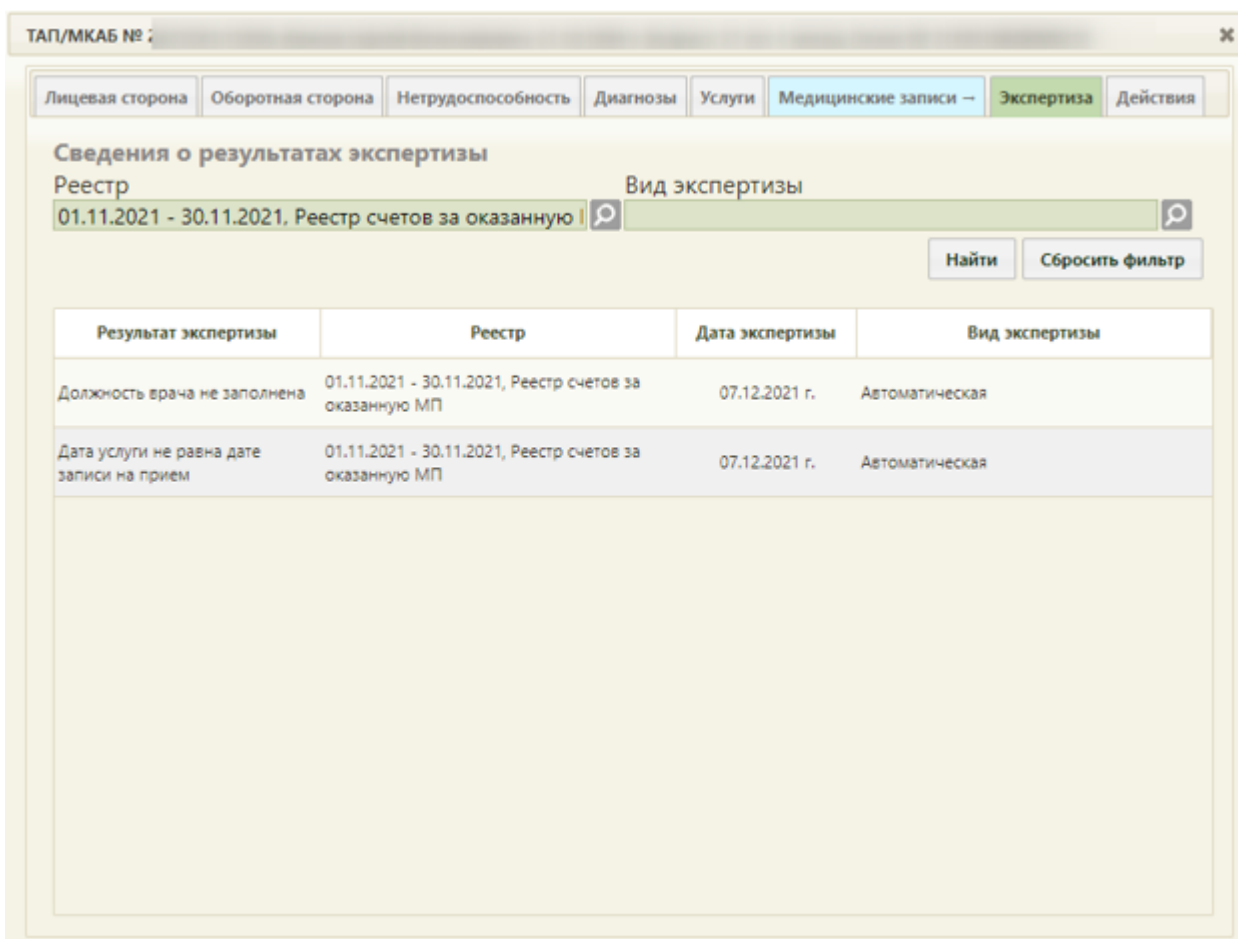 ТАП/МКАБ №
Лицевая сторона Оборотная сторона Нетрудоспособность Диагнозы Услуги Медицинские записи → Экспертиза Действия
Сведения о результатах экспертизы
Реестр Вид экспертизы
01.11.2021 - 30.11.2021, Реестр счетов за оказанную
Найти Сбросить фильтр
Результат экспертизы Реестр Дата экспертизы Вид экспертизы
Должность врача не заполнена 01.11.2021 - 30.11.2021, Реестр счетов за
оказанную МП 07.12.2021 г. Автоматическая
Дата услуги не равна дате 01.11.2021 - 30.11.2021, Реестр счетов за
записи на прием оказанную МП 07.12.2021 г. Автоматическая